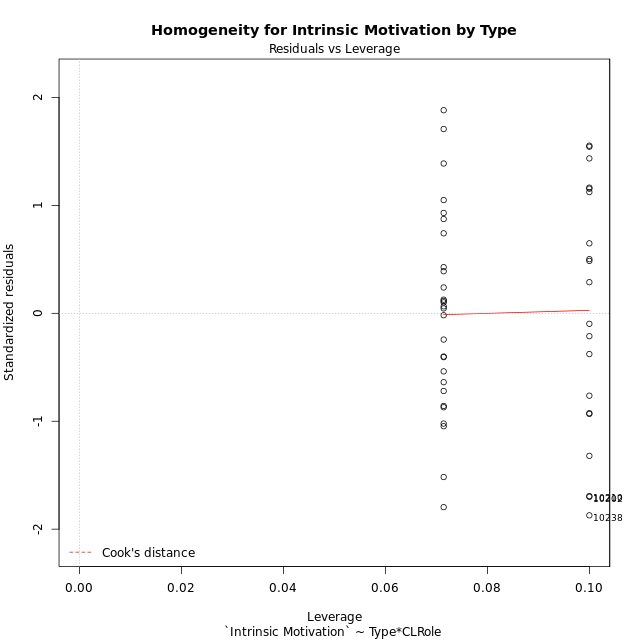 Homogeneity for Intrinsic Motivation by Type
Residuals vs Leverage
Standardized residuals
2
1
0
-1
-2
10238
Cook's distance
0.00 0.02 0.04 0.06 0.08 0.10
Leverage
`Intrinsic Motivation` ~ Type*CLRole